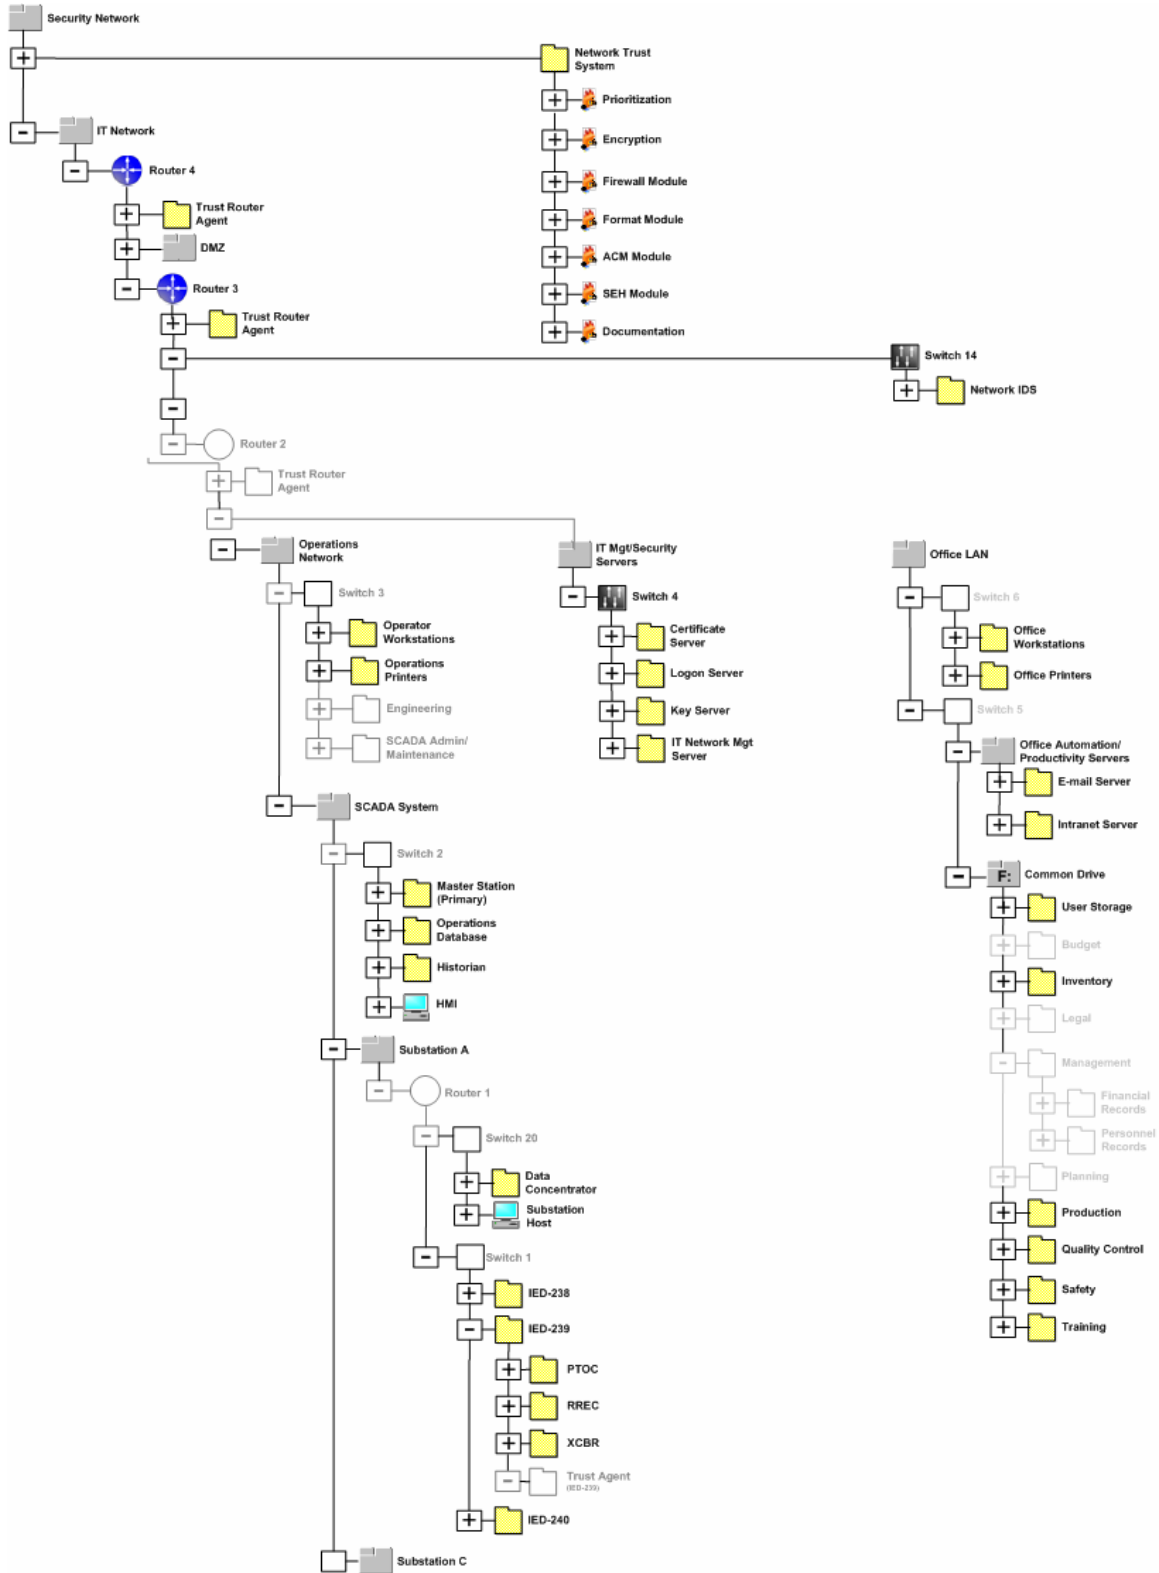 Security Network
Network Trust
System
Prioritization
Encryption
Firewall Module
Format Module
ACM Module
SEH Module
Documentation
IT Network
Router 4
Trust Router
Agent
DMZ
Router 3
Trust Router
Agent
Switch 14
Network IDS
Router 2
Trust Router
Agent
Operations
Network
Switch 3
Operator
Workstations
Operations
Printers
Engineering
SCADA Admin/
Maintenance
IT Mgt/Security
Servers
Switch 4
Certificate
Server
Logon Server
Key Server
IT Network Mgt
Server
Office LAN
Switch 6
Office
Workstations
Office Printers
Switch 5
Office Automation/
Productivity Servers
E-mail Server
Intranet Server
F:
Common Drive
User Storage
Budget
Inventory
Legal
Management
Financial
Records
Personnel
Records
Planning
Production
Quality Control
Safety
Training
SCADA System
Switch 2
Master Station
(Primary)
Operations
Database
Historian
HMI
Substation A
Router 1
Switch 20
Data
Concentrator
Substation
Host
Switch 1
IED-238
IED-239
PTOC
RREC
XCBR
Trust Agent
(IED-239)
IED-240
Substation C